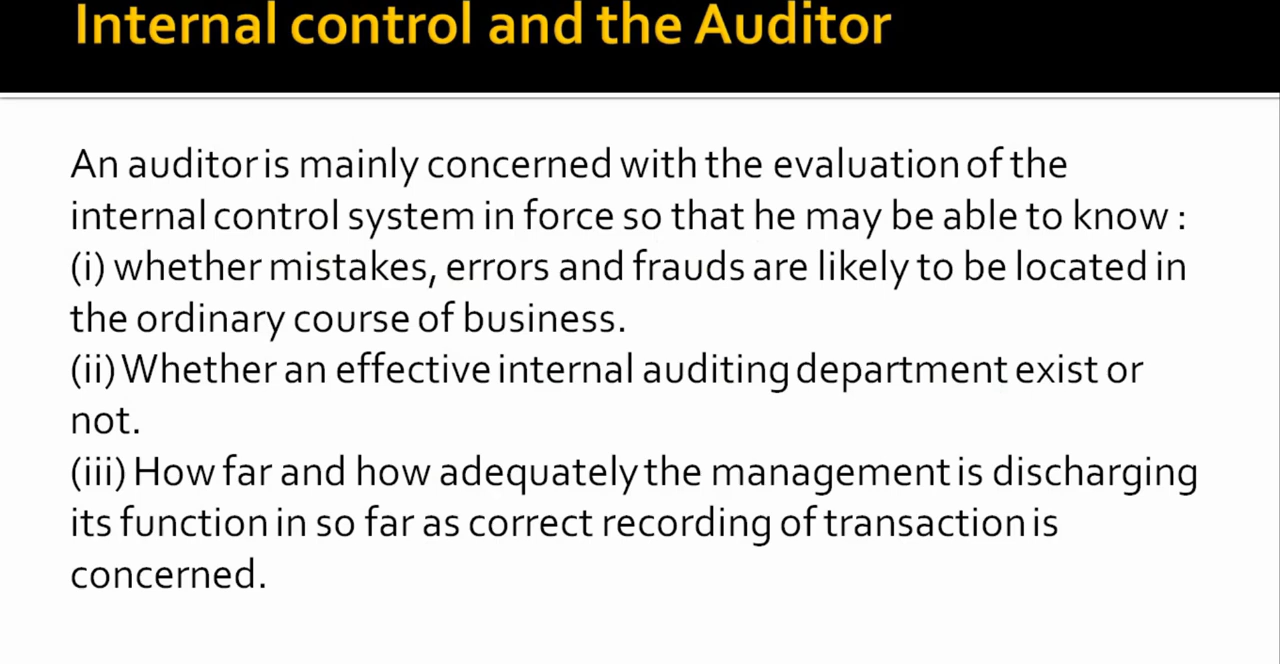 Internal control and the Auditor
An auditor is mainly concerned with the evaluation of the
internal control system in force so that he may be able to know :
(i) whether mistakes, errors and frauds are likely to be located in
the ordinary course of business.
(ii) Whether an effective internal auditing department exist or
not.
(iii) How far and how adequately the management is discharging
its function in so far as correct recording of transaction is
concerned.